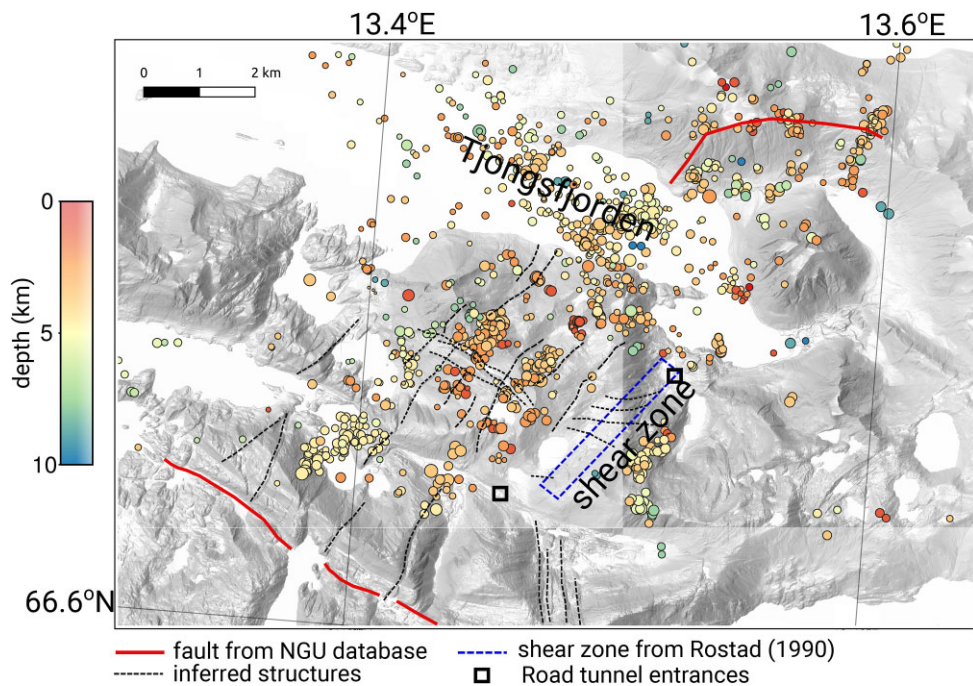 13.4°E
13.6°E
0 1 2 km
Tjongsfjorden
0
depth (km)
5
10
shear zone
66.6°N
fault from NGU database
shear zone from Rostad (1990)
inferred structures
Road tunnel entrances